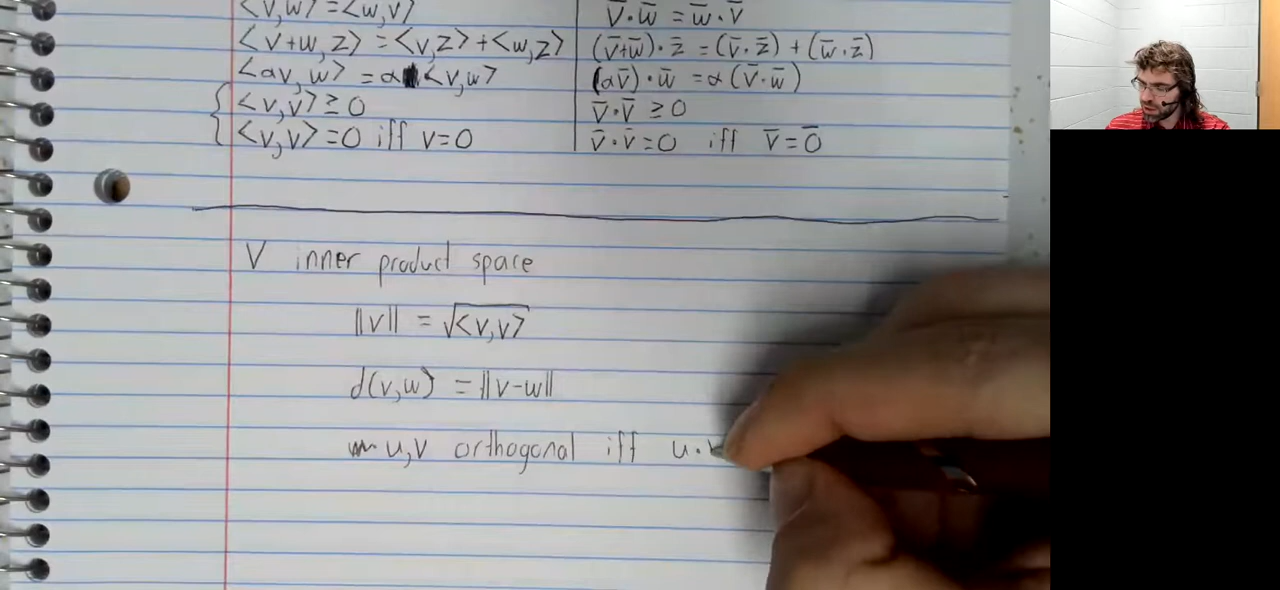 <v,w> = <w,v> v̄·w̄ = w̄·v̄
<v+w,z> = <v,z> + <w,z> (v̄+w̄)·z̄ = (v̄·z̄) + (w̄·z̄)
<αv,w> = α <v,w> (αv̄)·w̄ = α(v̄·w̄)
<v,v> ≥ 0 v̄·v̄ ≥ 0
<v,v> = 0 iff v=0 v̄·v̄ = 0 iff v̄ = 0̄
V inner product space
||v|| = √<v,v>
d(v,w) = ||v-w||
u,v orthogonal iff u·